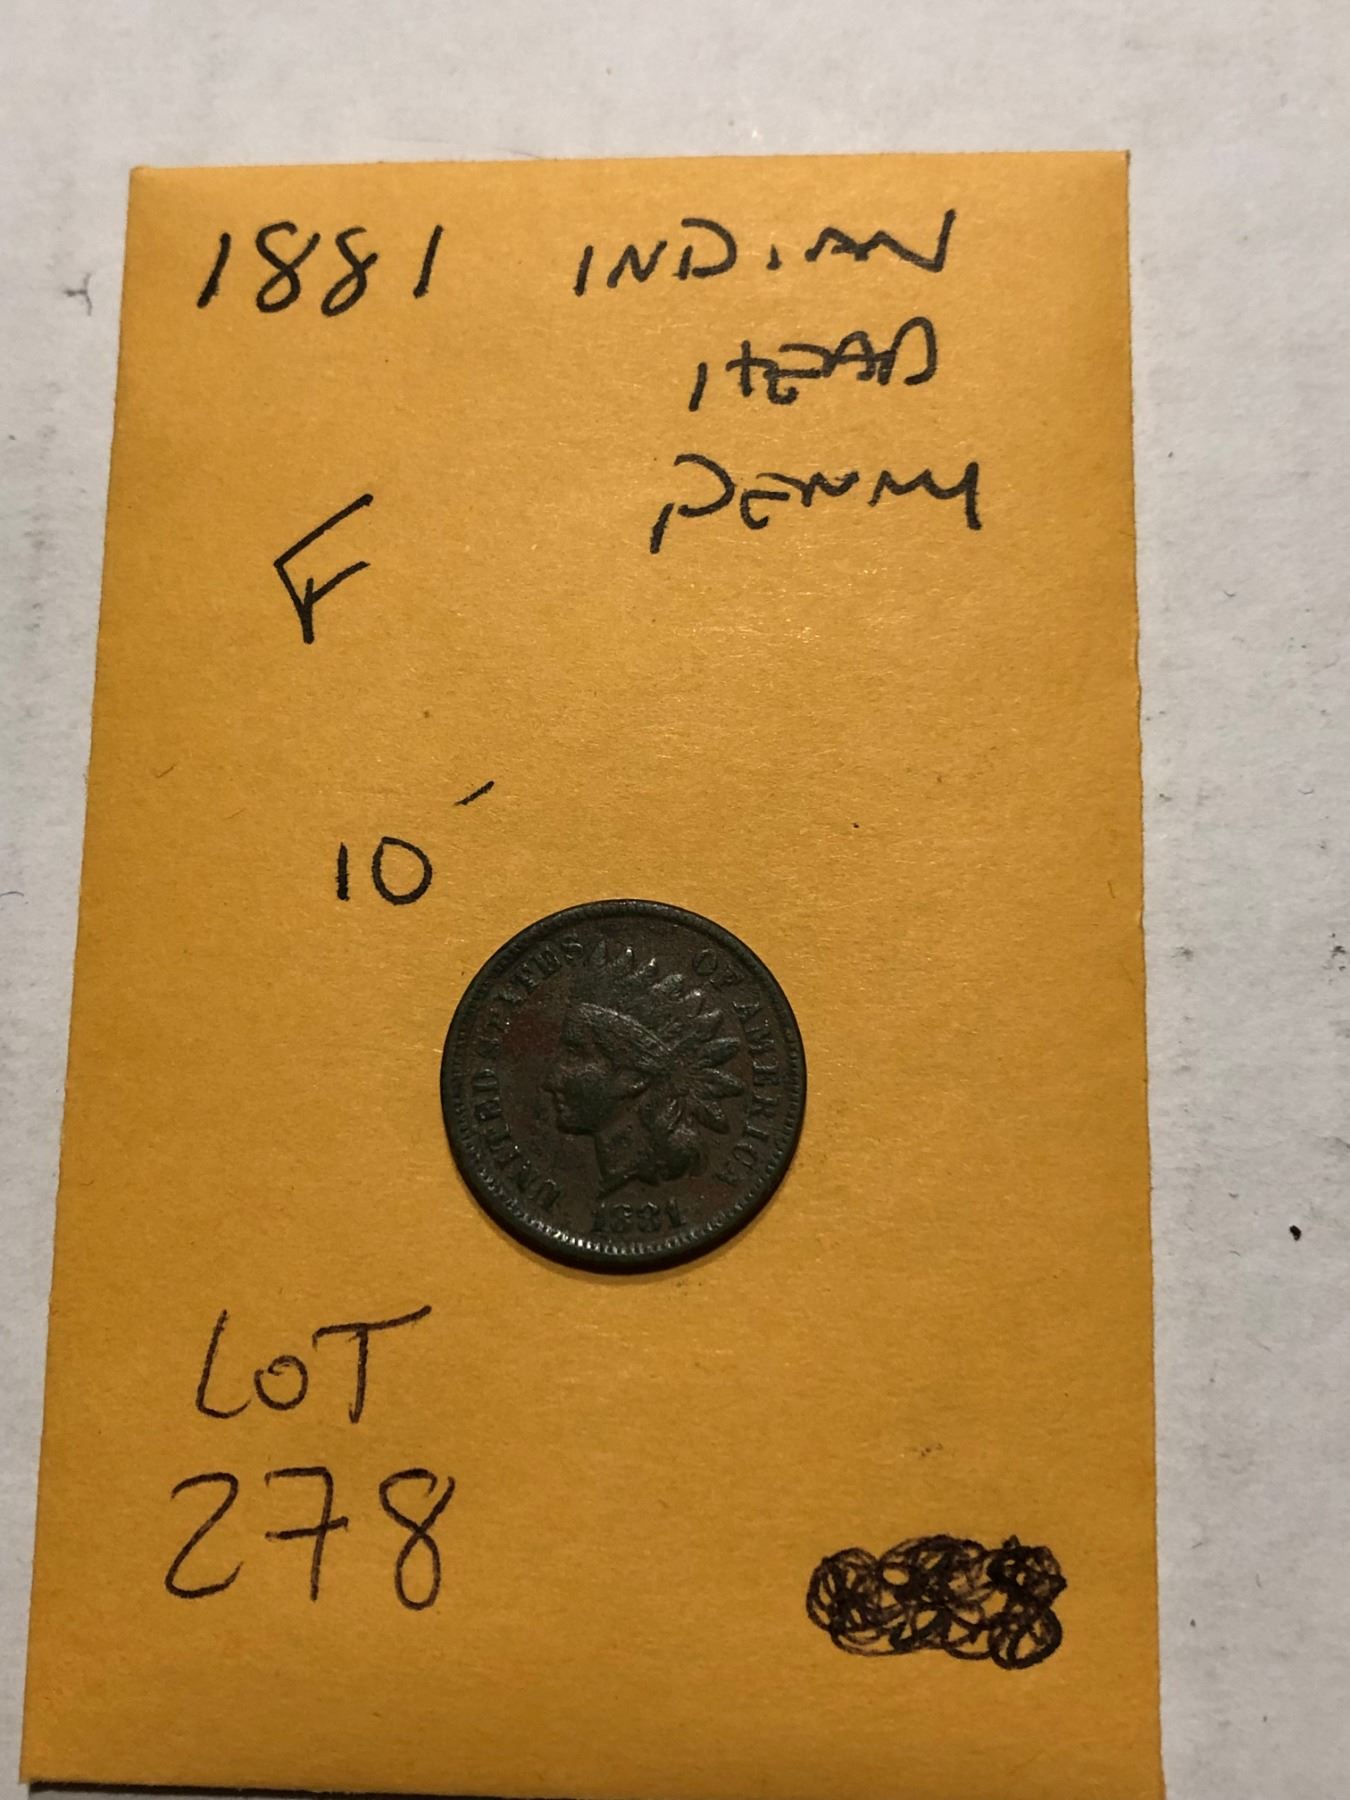 1881 INDIAN
HEAD
PENNY
F
10
UNITED STATES OF AMERICA
1881
LOT
278